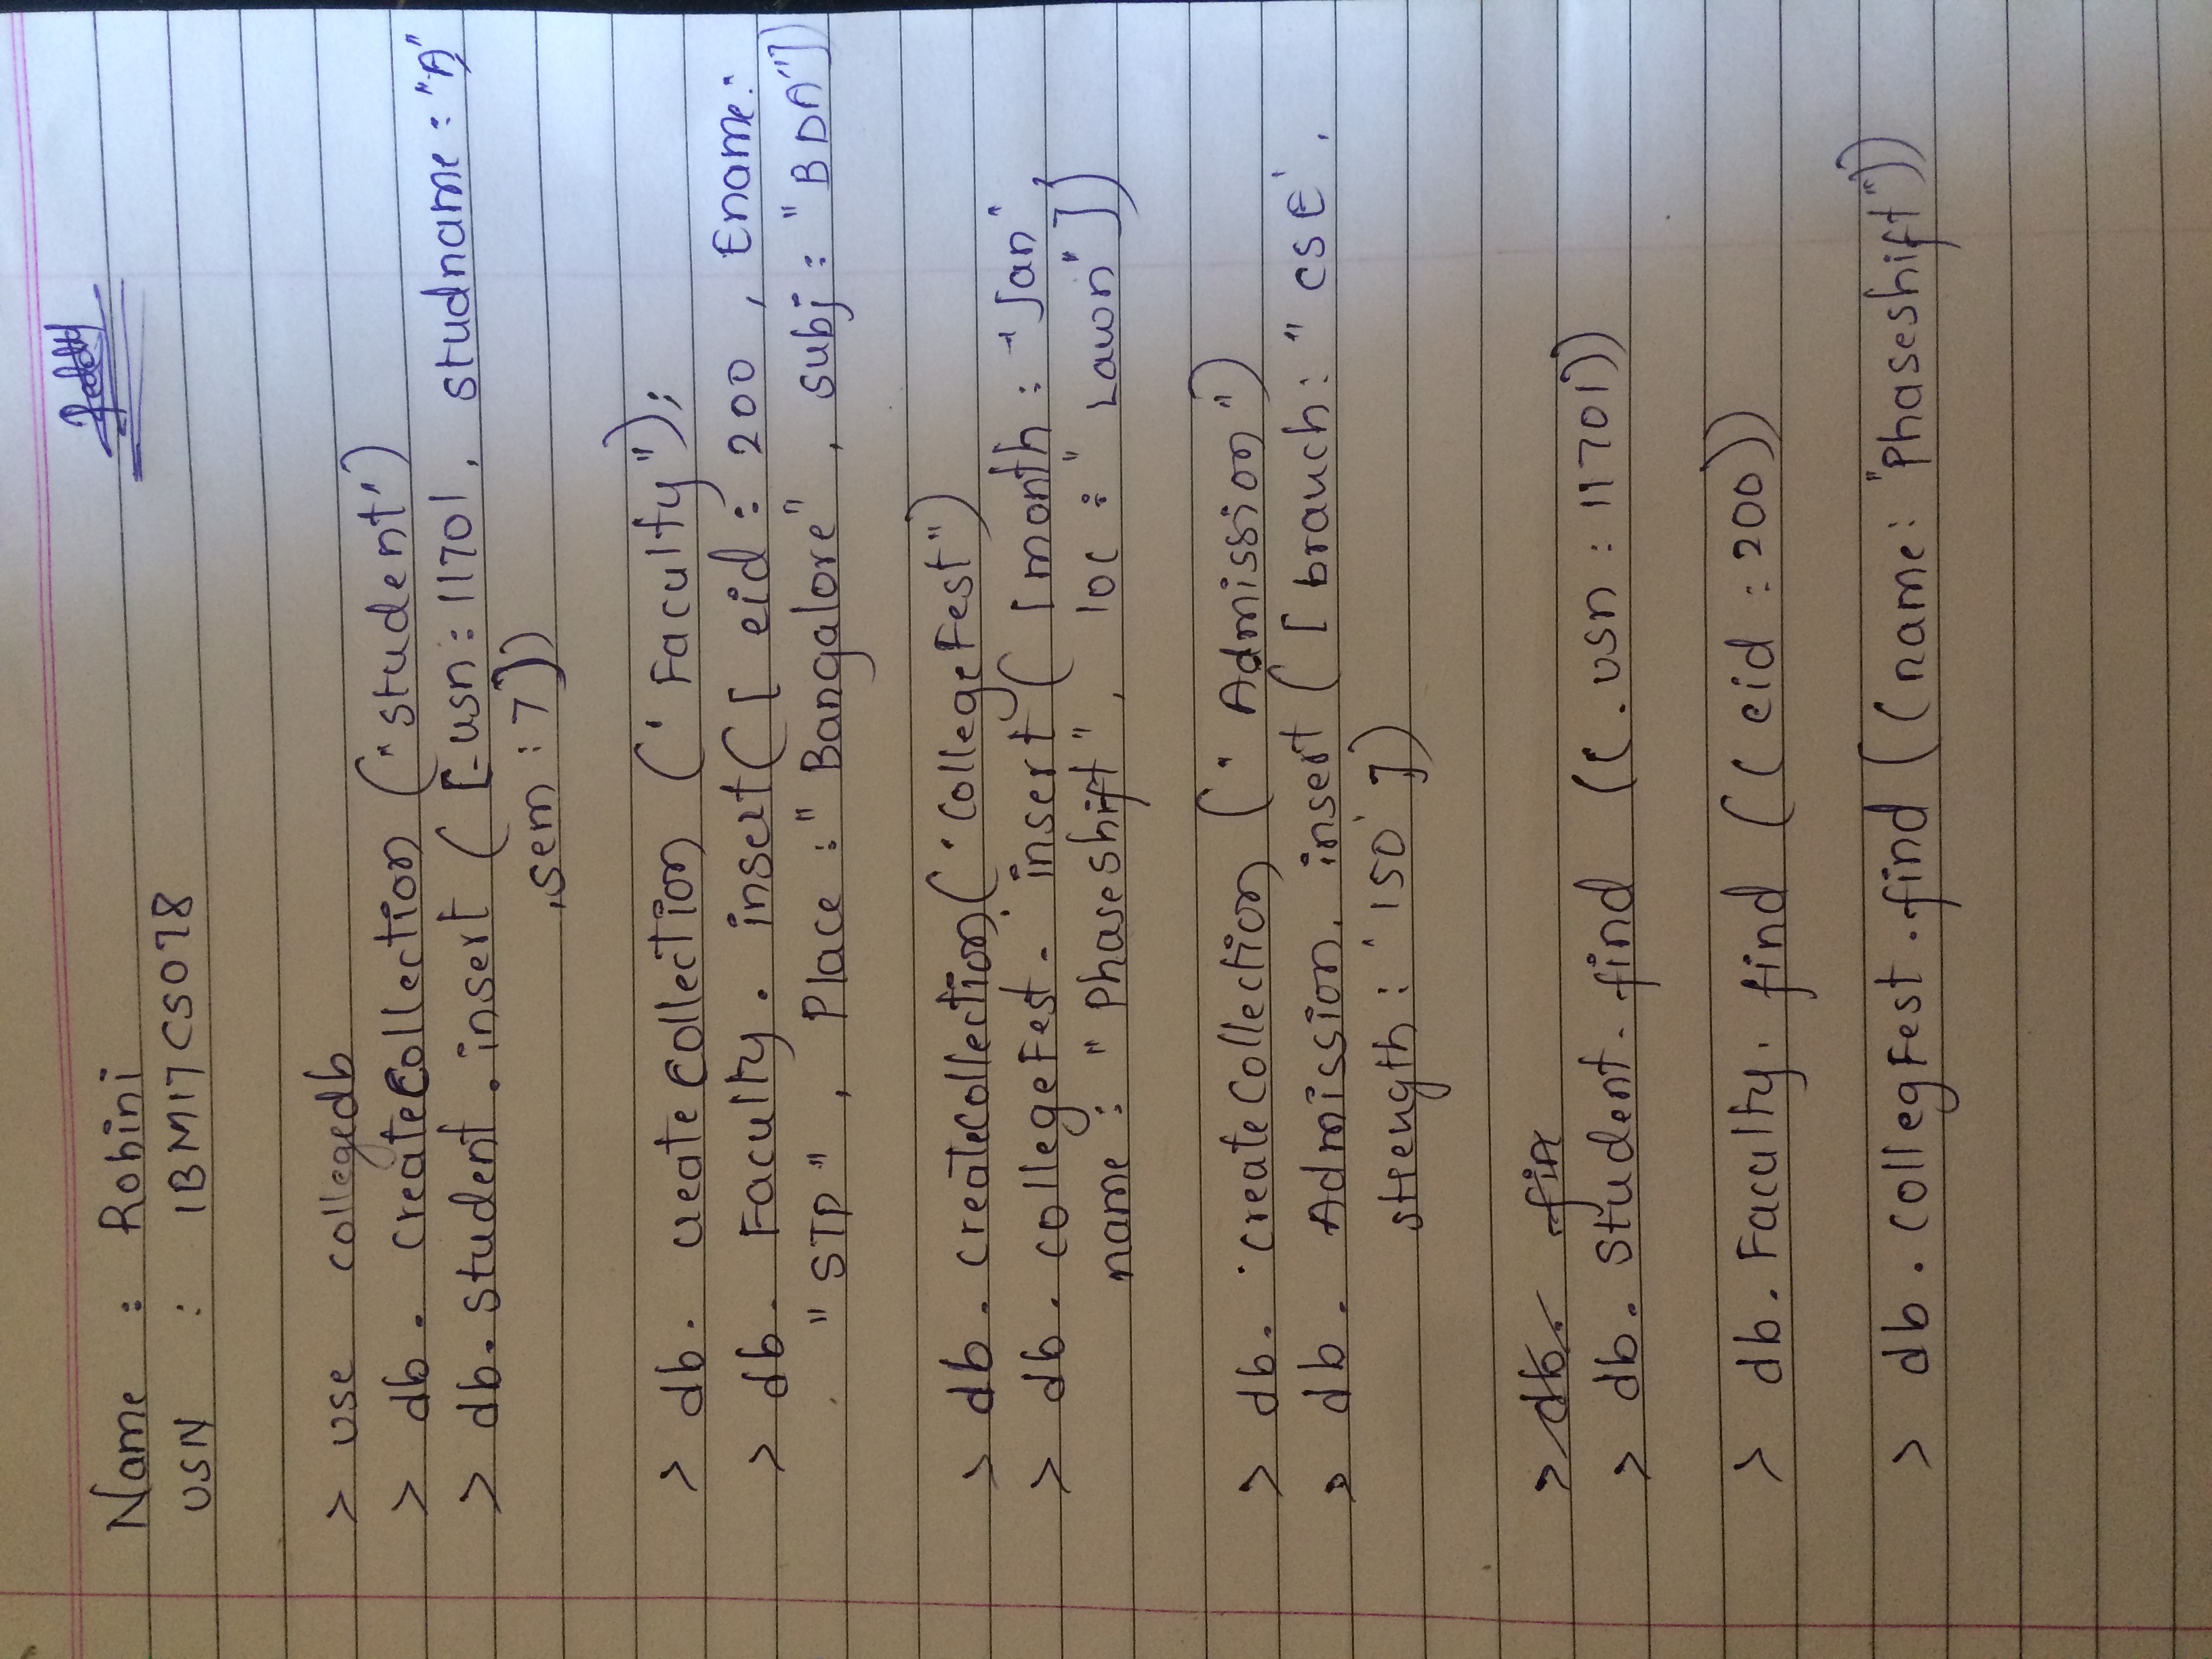 Reddy
Name : Rohini
USN : 1BM17CS078
> use collegedb
> db. createCollection ("student")
> db. student . insert ( [ usn : 11701, studname : "A"
, sem : 7 ])
> db. createCollection (' Faculty");
> db. Faculty . insert ( [ eid : 200 , Ename :
"STP" , Place : "Bangalore" , subj : "BDA" ])
> db . createcollection ( 'CollegeFest")
> db . collegeFest . insert ( [ month : "Jan",
name : "Phaseshift", loc : "Lawn" ])
> db. createCollection (" Admission")
> db. Admission. insert ( [ branch: "CSE',
strength : '150' ])
> db. fin
> db. student. find (( . usn : 11701))
> db. Faculty. find (( eid : 200))
> db . collegFest .find ( (name: "Phaseshift"))